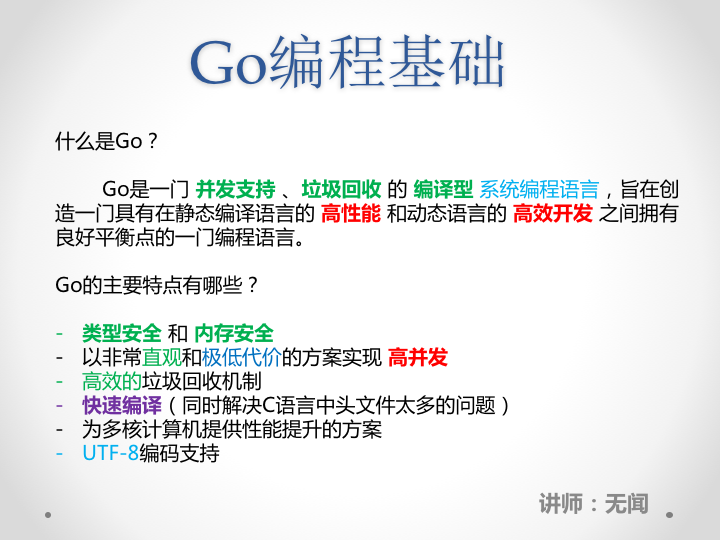 Go编程基础
什么是Go？
Go是一门 并发支持 、垃圾回收 的 编译型 系统编程语言，旨在创
造一门具有在静态编译语言的 高性能 和动态语言的 高效开发 之间拥有
良好平衡点的一门编程语言。
Go的主要特点有哪些？
- 类型安全 和 内存安全
- 以非常直观和极低代价的方案实现 高并发
- 高效的垃圾回收机制
- 快速编译（同时解决C语言中头文件太多的问题）
- 为多核计算机提供性能提升的方案
- UTF-8编码支持
讲师：无闻